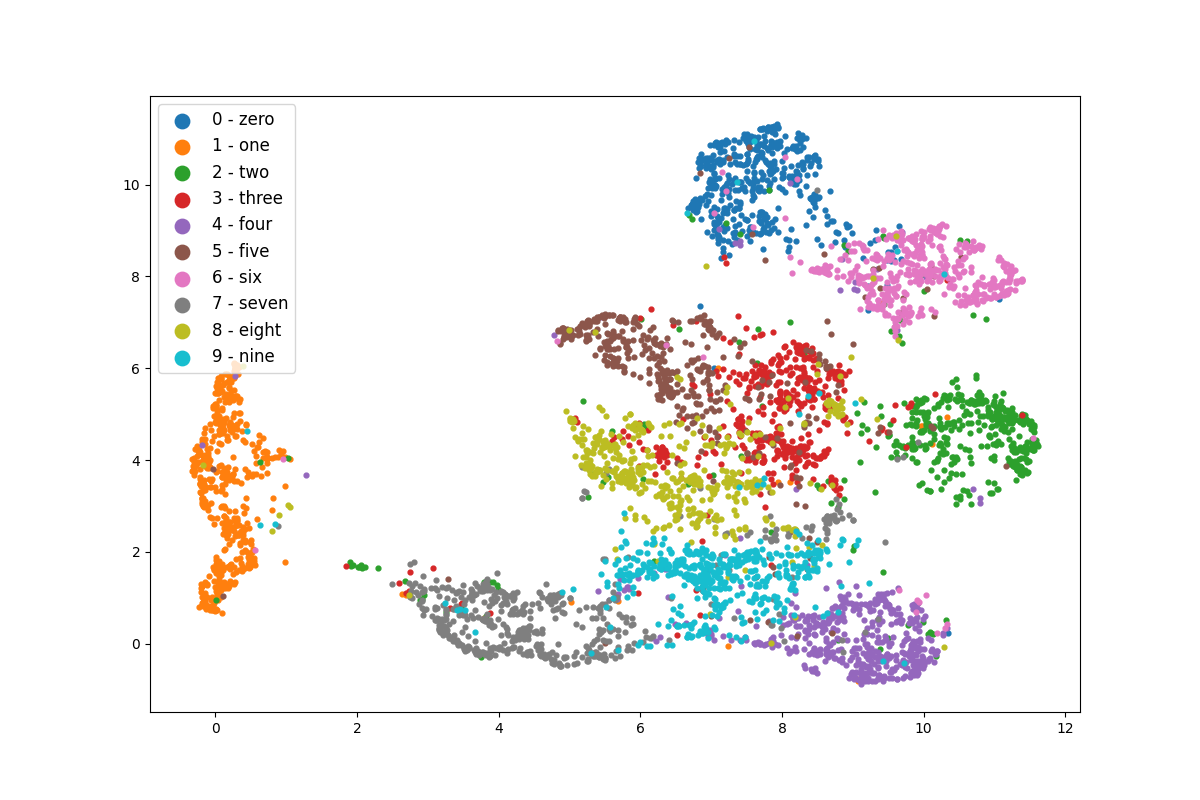 0 - zero
1 - one
2 - two
3 - three
4 - four
5 - five
6 - six
7 - seven
8 - eight
9 - nine
10
8
6
4
2
0
0 2 4 6 8 10 12